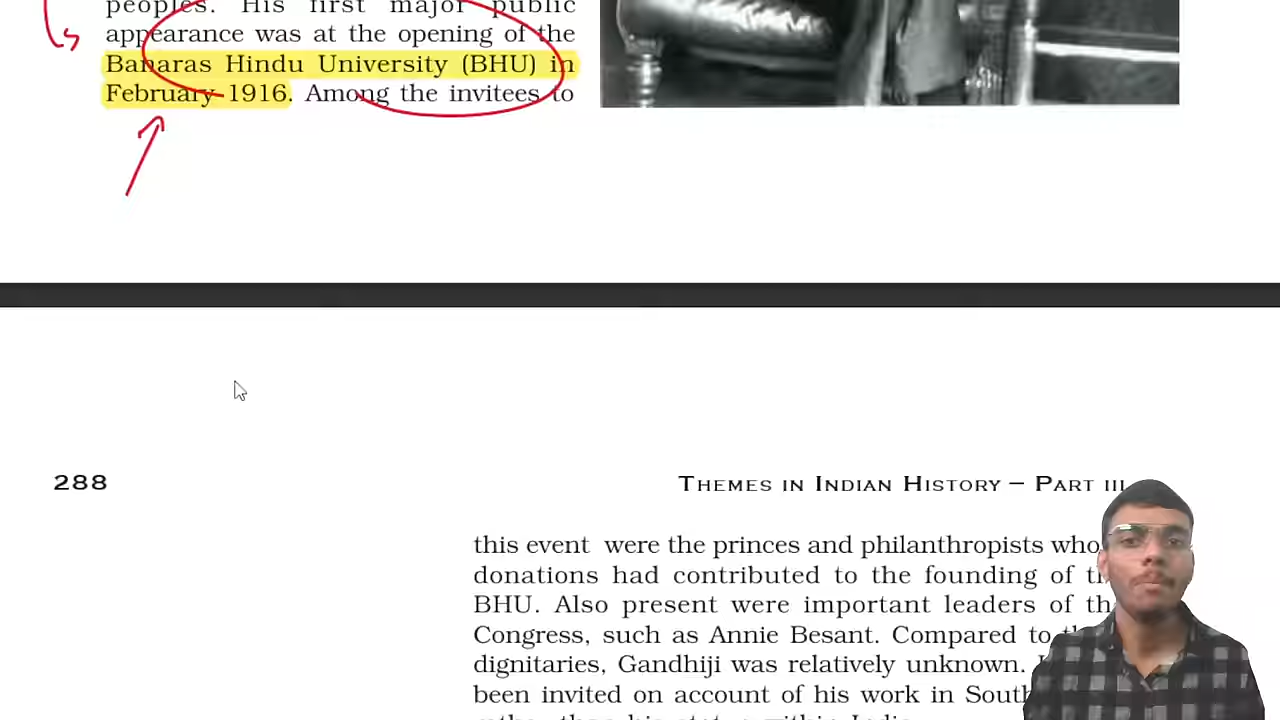 peoples. His first major public
appearance was at the opening of the
Banaras Hindu University (BHU) in
February 1916. Among the invitees to
288
THEMES IN INDIAN HISTORY – PART III
this event were the princes and philanthropists who
donations had contributed to the founding of
BHU. Also present were important leaders of
Congress, such as Annie Besant. Compared to
dignitaries, Gandhiji was relatively unknown.
been invited on account of his work in South